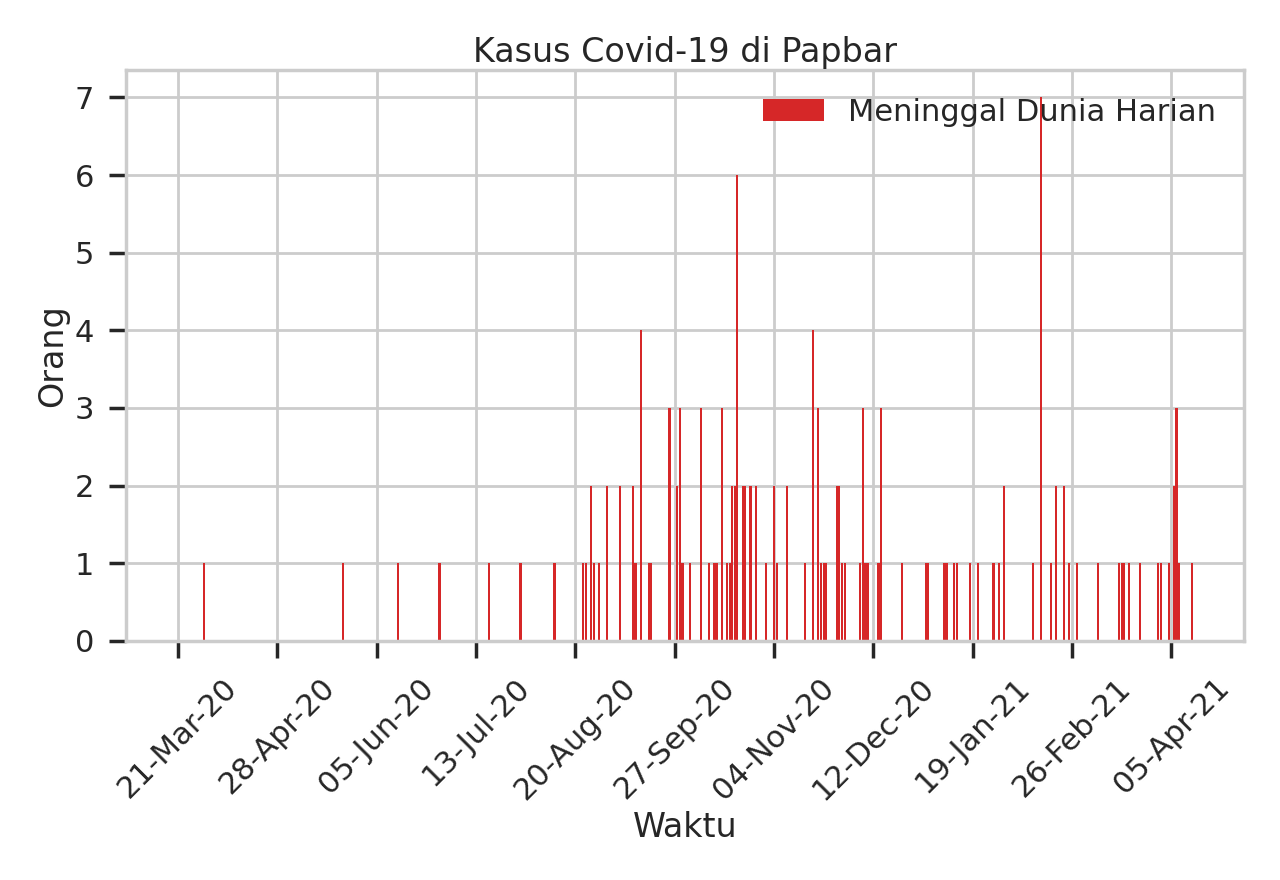 Kasus Covid-19 di Papbar
Meninggal Dunia Harian
7
6
5
4
3
2
1
0
Orang
21-Mar-20
28-Apr-20
05-Jun-20
13-Jul-20
20-Aug-20
27-Sep-20
04-Nov-20
12-Dec-20
19-Jan-21
26-Feb-21
05-Apr-21
Waktu